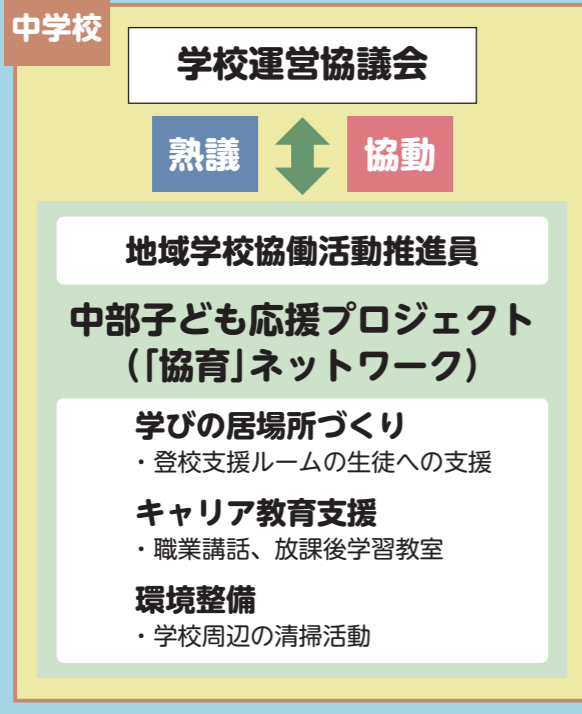 中学校
学校運営協議会
熟議
協動
地域学校協働活動推進員
中部子ども応援プロジェクト
(「協育」ネットワーク)
学びの居場所づくり
・登校支援ルームの生徒への支援
キャリア教育支援
・職業講話、放課後学習教室
環境整備
・学校周辺の清掃活動